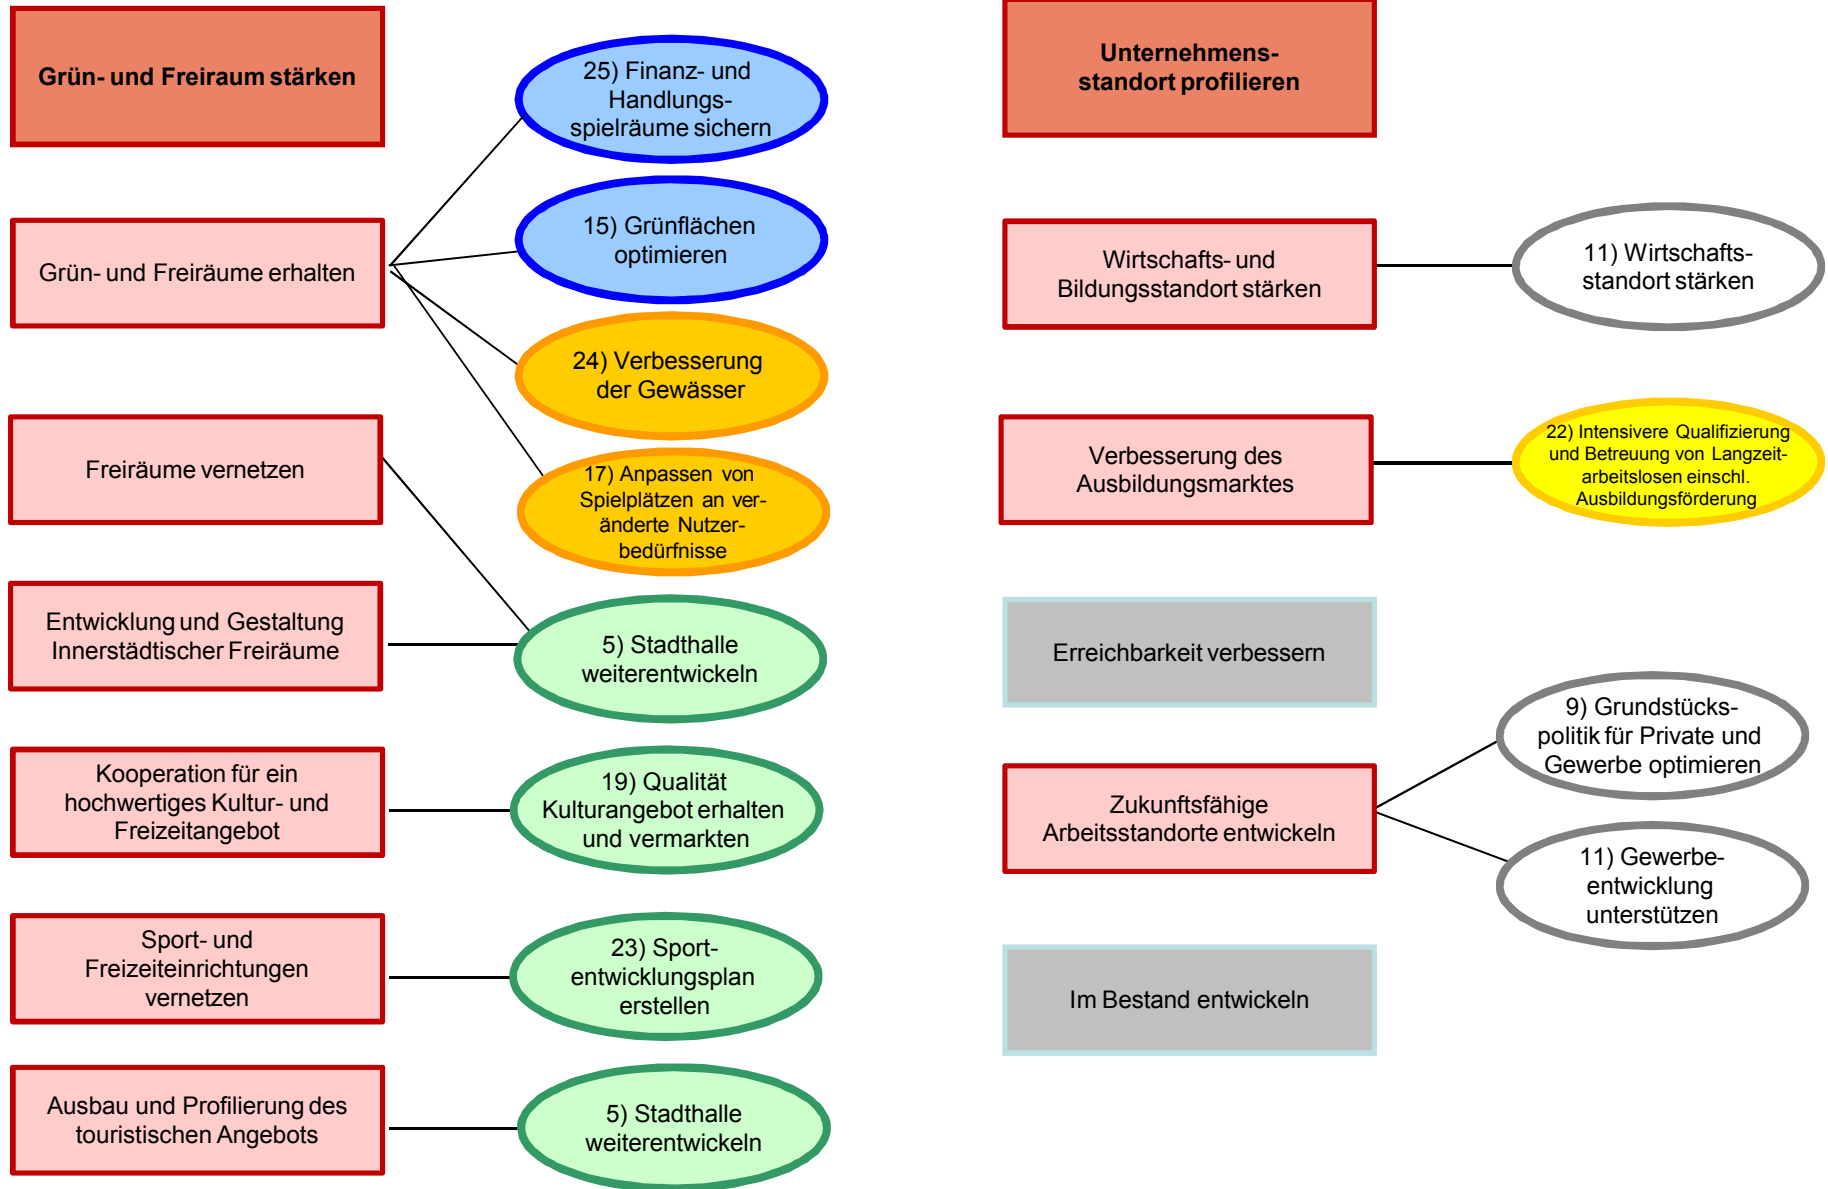 Grün- und Freiraum stärken
25) Finanz- und
Handlungs-
spielräume sichern
15) Grünflächen
optimieren
Grün- und Freiräume erhalten
24) Verbesserung
der Gewässer
Freiräume vernetzen
17) Anpassen von
Spielplätzen an ver-
änderte Nutzer-
bedürfnisse
Entwicklung und Gestaltung
Innerstädtischer Freiräume
5) Stadthalle
weiterentwickeln
Kooperation für ein
hochwertiges Kultur- und
Freizeitangebot
19) Qualität
Kulturangebot erhalten
und vermarkten
Sport- und
Freizeiteinrichtungen
vernetzen
23) Sport-
entwicklungsplan
erstellen
Ausbau und Profilierung des
touristischen Angebots
5) Stadthalle
weiterentwickeln
Unternehmens-
standort profilieren
Wirtschafts- und
Bildungsstandort stärken
11) Wirtschafts-
standort stärken
Verbesserung des
Ausbildungsmarktes
22) Intensivere Qualifizierung
und Betreuung von Langzeit-
arbeitslosen einschl.
Ausbildungsförderung
Erreichbarkeit verbessern
9) Grundstücks-
politik für Private und
Gewerbe optimieren
Zukunftsfähige
Arbeitsstandorte entwickeln
11) Gewerbe-
entwicklung
unterstützen
Im Bestand entwickeln